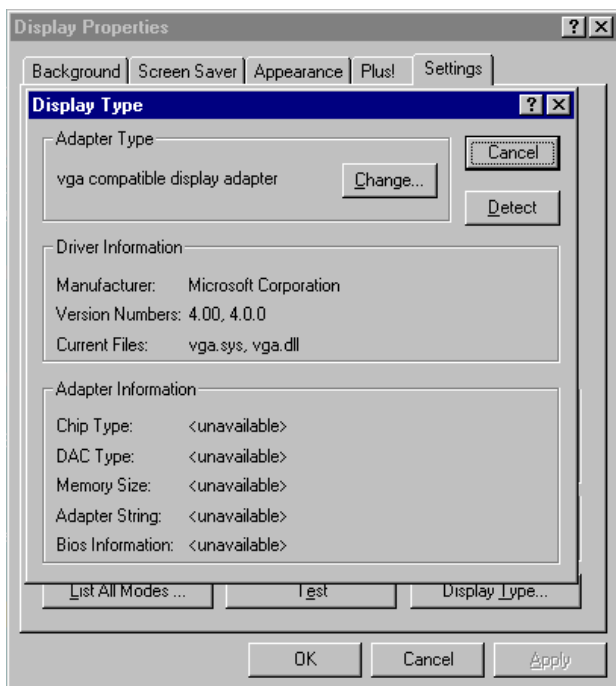 Display Properties
Background Screen Saver Appearance Plus! Settings
Display Type
Adapter Type
vga compatible display adapter
Change...
Cancel
Detect
Driver Information
Manufacturer: Microsoft Corporation
Version Numbers: 4.00, 4.0.0
Current Files: vga.sys, vga.dll
Adapter Information
Chip Type: <unavailable>
DAC Type: <unavailable>
Memory Size: <unavailable>
Adapter String: <unavailable>
Bios Information: <unavailable>
List All Modes ... Test Display Type...
OK Cancel Apply